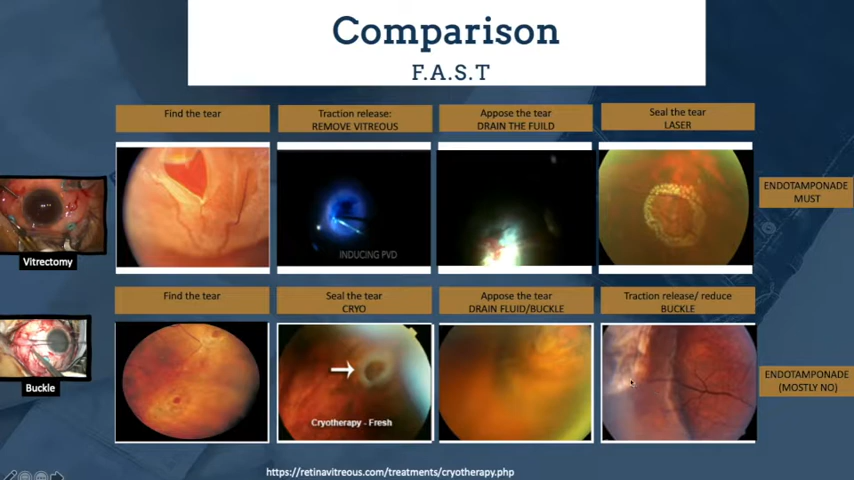 Comparison
F.A.S.T
Find the tear
Traction release:
REMOVE VITREOUS
Appose the tear
DRAIN THE FUILD
Seal the tear
LASER
INDUCING PVD
ENDOTAMPONADE
MUST
Vitrectomy
Find the tear
Seal the tear
CRYO
Appose the tear
DRAIN FLUID/BUCKLE
Traction release/ reduce
BUCKLE
Cryotherapy - Fresh
ENDOTAMPONADE
(MOSTLY NO)
Buckle
https://retinavitreous.com/treatments/cryotherapy.php